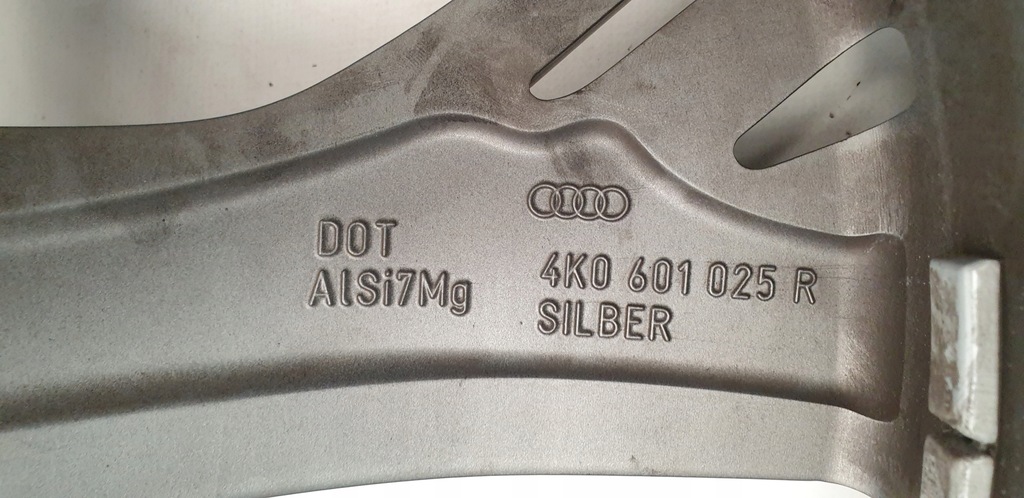 DOT
AlSi7Mg
4K0 601 025 R
SILBER